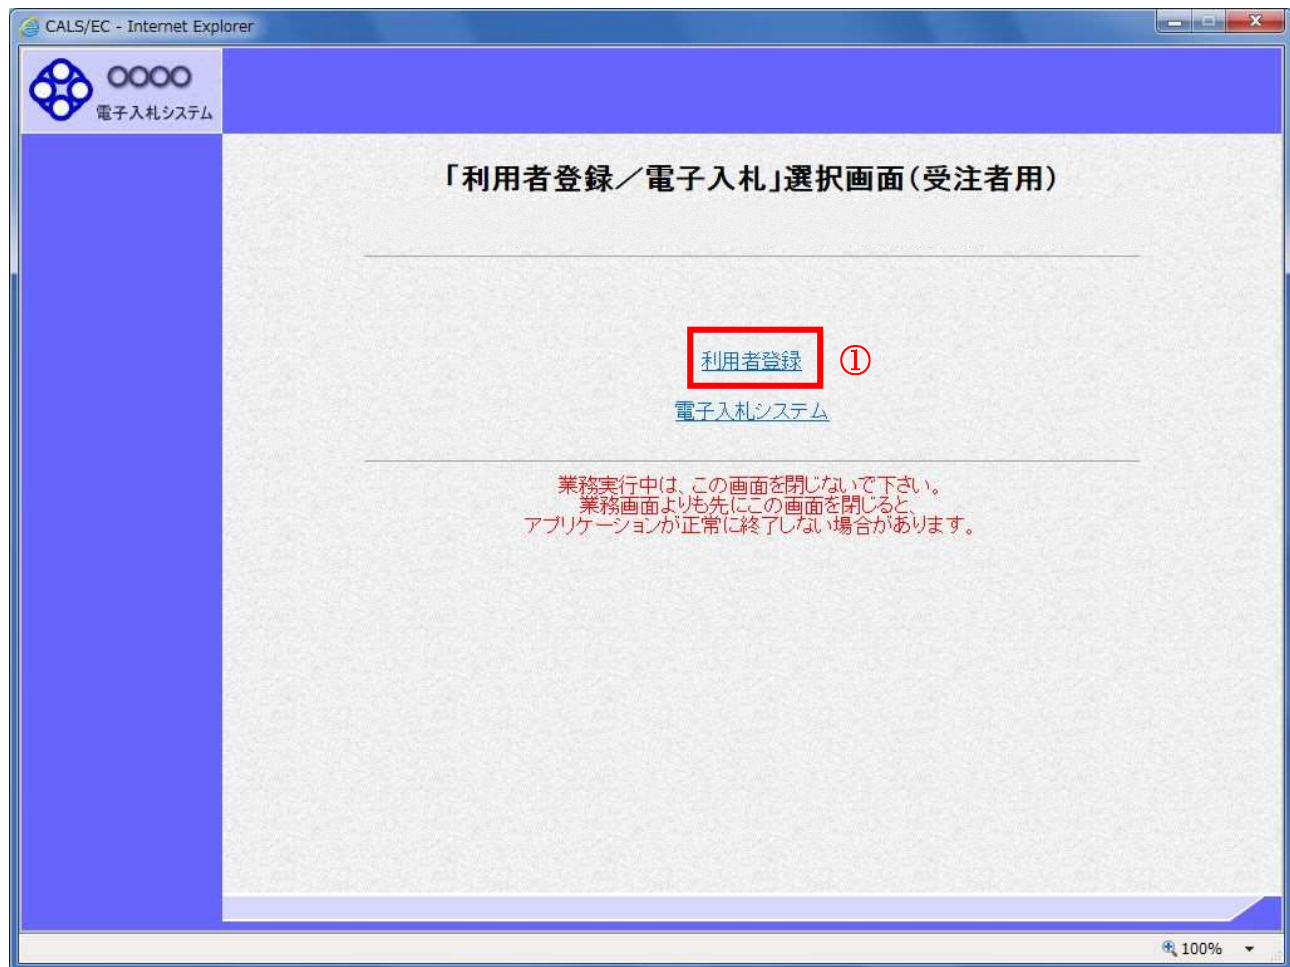 CALS/EC - Internet Explorer
○○○○
電子入札システム
「利用者登録／電子入札」選択画面(受注者用)
利用者登録 ①
電子入札システム
業務実行中は、この画面を閉じないで下さい。
業務画面よりも先にこの画面を閉じると、
アプリケーションが正常に終了しない場合があります。
100%